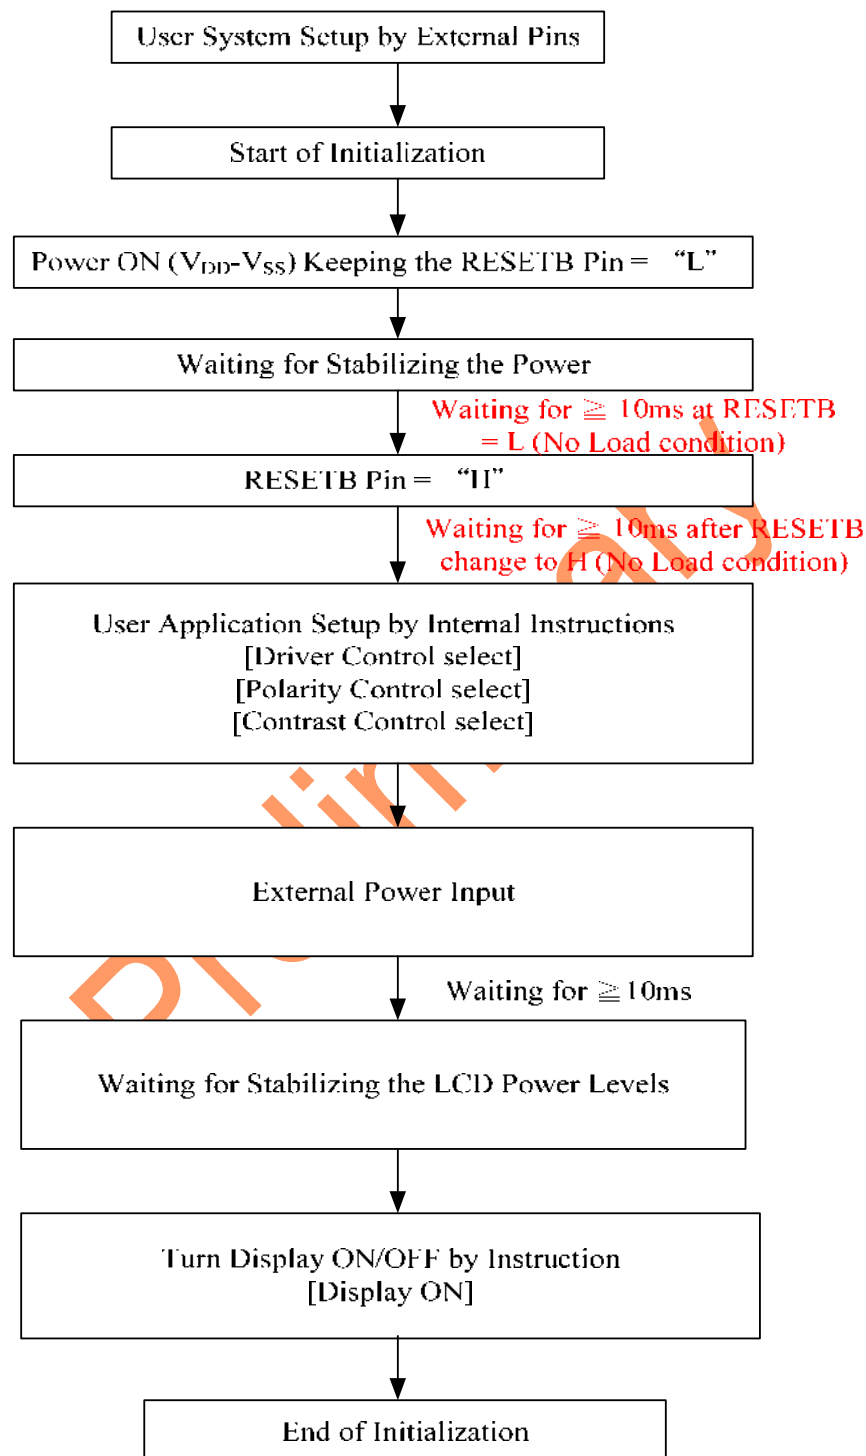 User System Setup by External Pins
Start of Initialization
Power ON (VDD-VSS) Keeping the RESETB Pin = “L”
Waiting for Stabilizing the Power
Waiting for ≧ 10ms at RESETB
= L (No Load condition)
RESETB Pin = “H”
Waiting for ≧ 10ms after RESETB
change to H (No Load condition)
User Application Setup by Internal Instructions
[Driver Control select]
[Polarity Control select]
[Contrast Control select]
External Power Input
Waiting for ≧10ms
Waiting for Stabilizing the LCD Power Levels
Turn Display ON/OFF by Instruction
[Display ON]
End of Initialization
Preliminary